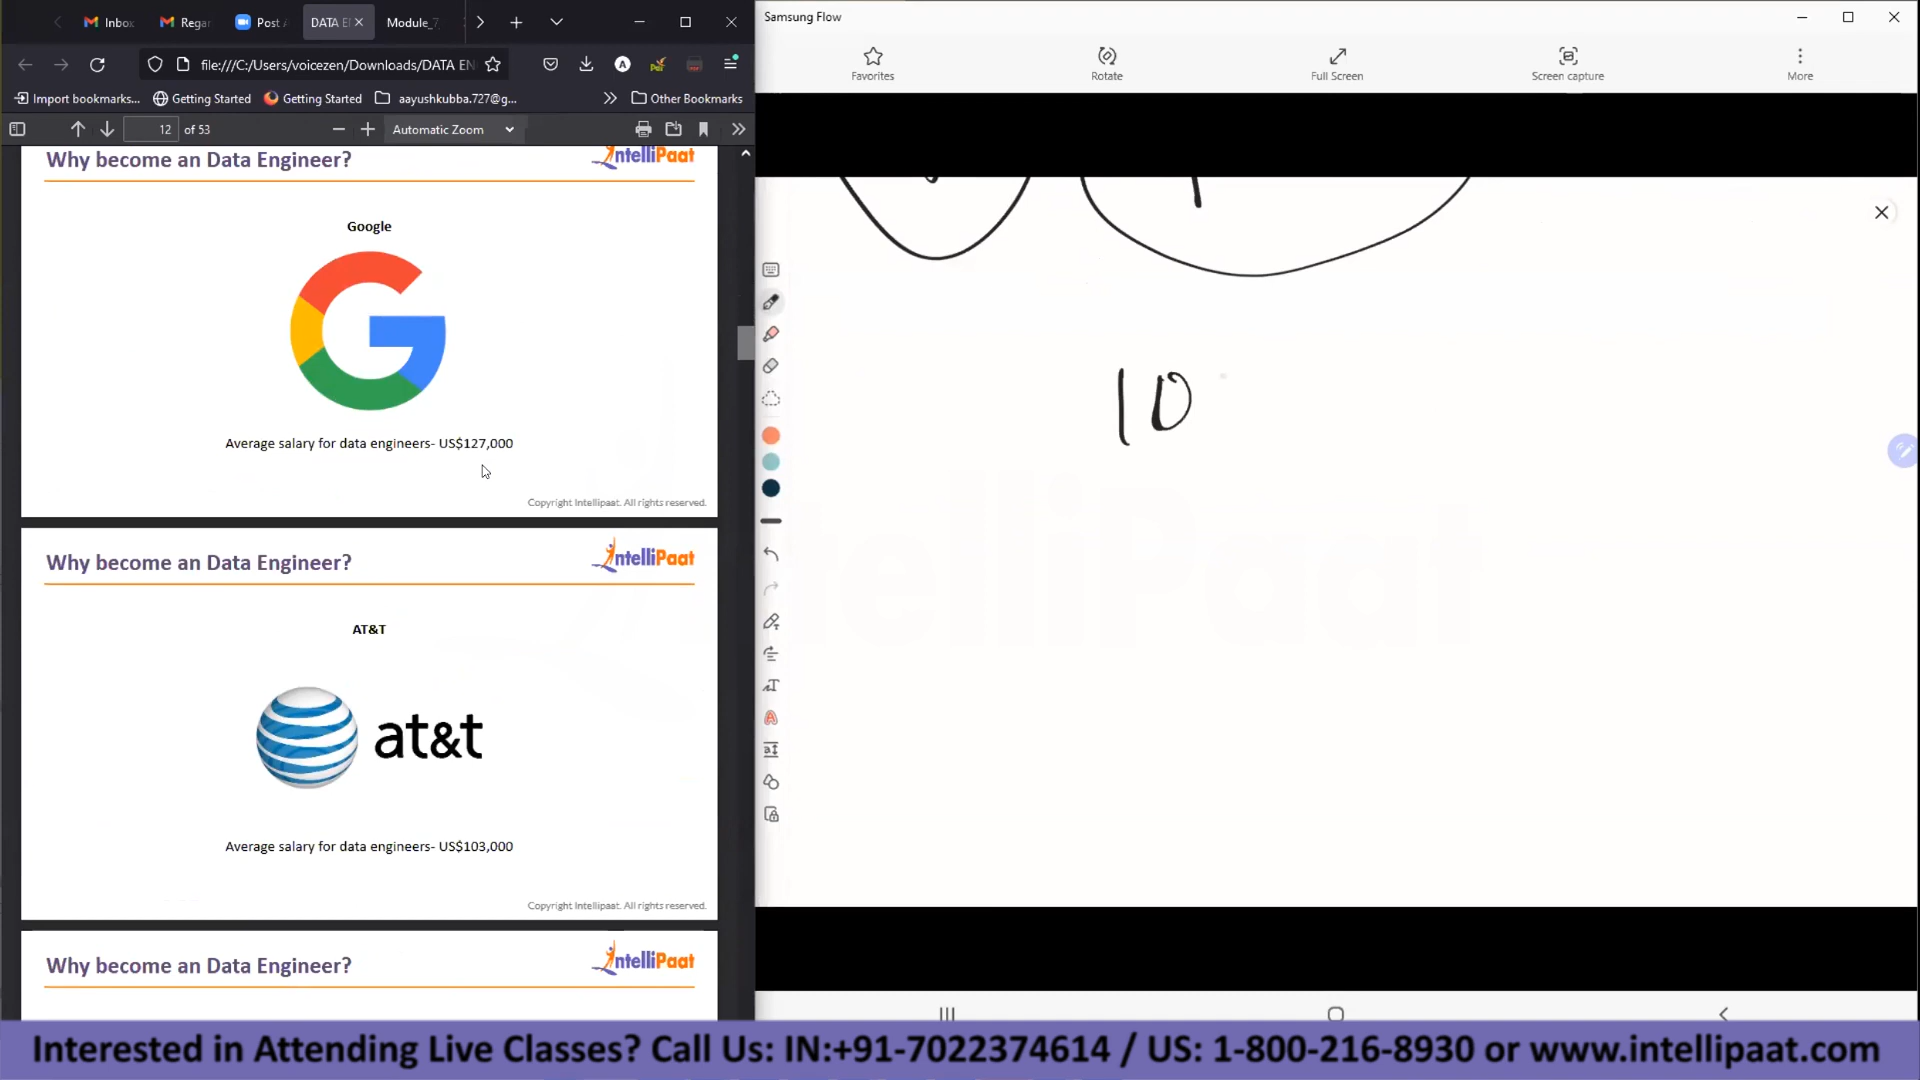 Inbox
Regar
Post A
DATA E
Module_7
file:///C:/Users/voicezen/Downloads/DATA EN
Import bookmarks...
Getting Started
Getting Started
aayushkubba.727@g...
Other Bookmarks
12 of 53
Automatic Zoom
Why become an Data Engineer?
IntelliPaat
Google
Average salary for data engineers- US$127,000
Copyright Intellipaat. All rights reserved.
Why become an Data Engineer?
IntelliPaat
AT&T
at&t
Average salary for data engineers- US$103,000
Copyright Intellipaat. All rights reserved.
Why become an Data Engineer?
IntelliPaat
Samsung Flow
Favorites
Rotate
Full Screen
Screen capture
More
10
IntelliPaat
Interested in Attending Live Classes? Call Us: IN:+91-7022374614 / US: 1-800-216-8930 or www.intellipaat.com